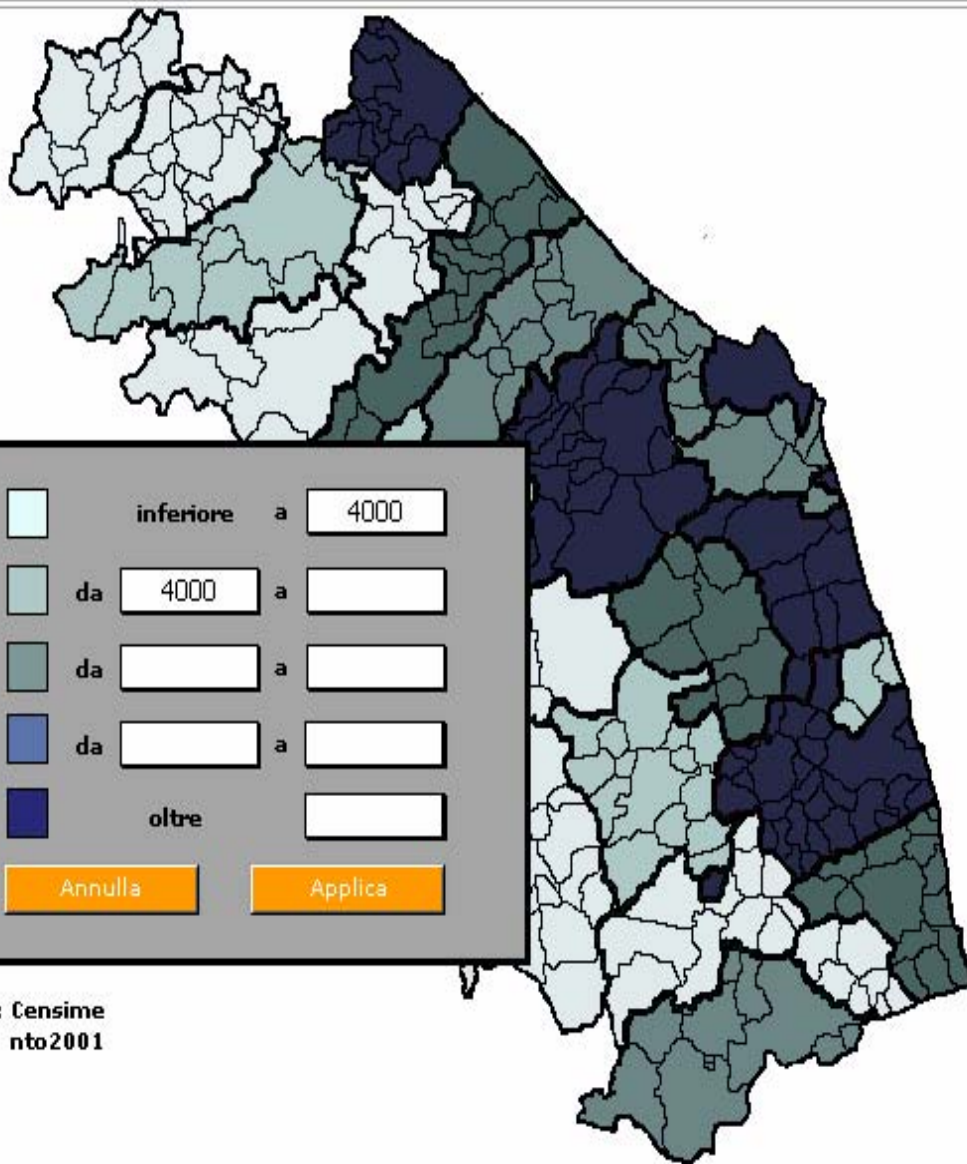 inferiore a 4000
da 4000 a
da a
da a
oltre
Annulla Applica
: Censime
nto2001